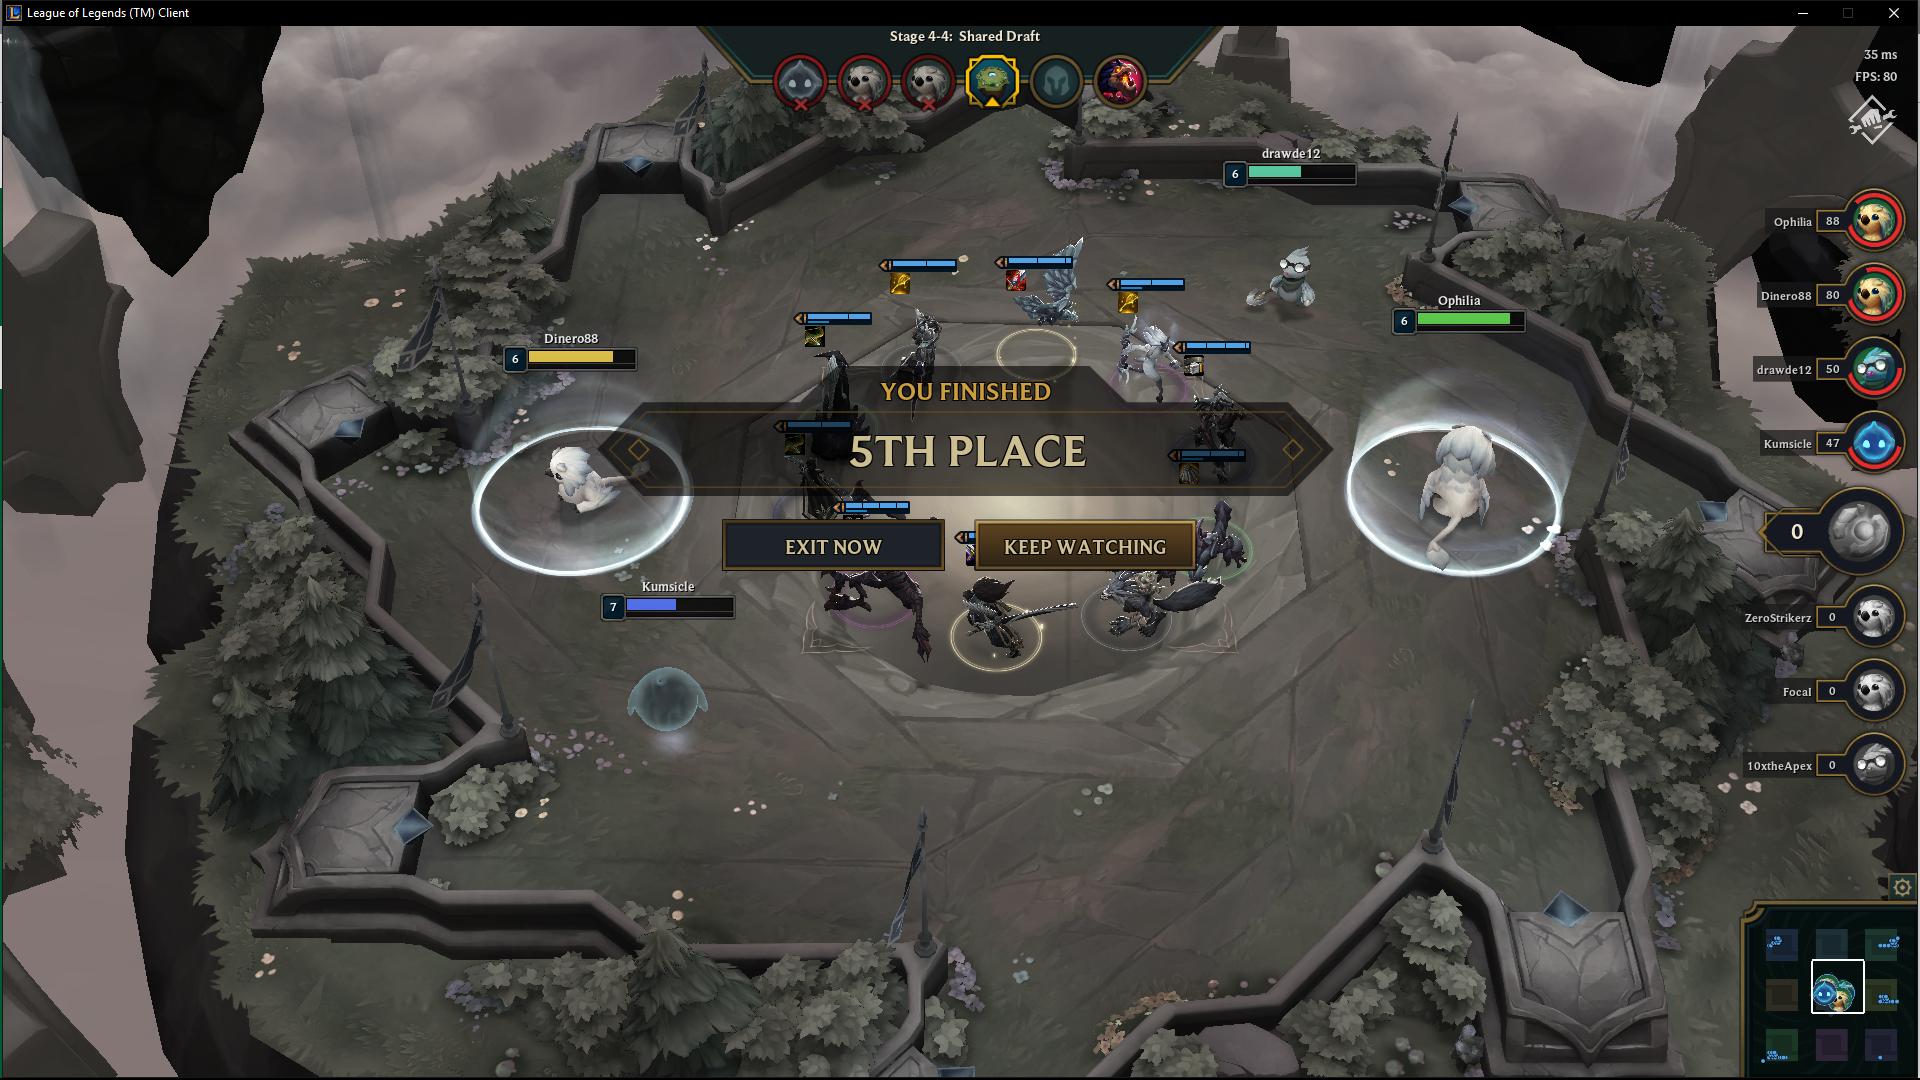 League of Legends (TM) Client
Stage 4-4: Shared Draft
35 ms
FPS: 80
drawde12
6
Ophilia 88
Dinero88 80
Ophilia
6
Dinero88
6
drawde12 50
YOU FINISHED
5TH PLACE
Kumsicle 47
EXIT NOW
KEEP WATCHING
0
Kumsicle
7
ZeroStrikerz 0
Focal 0
10xtheApex 0